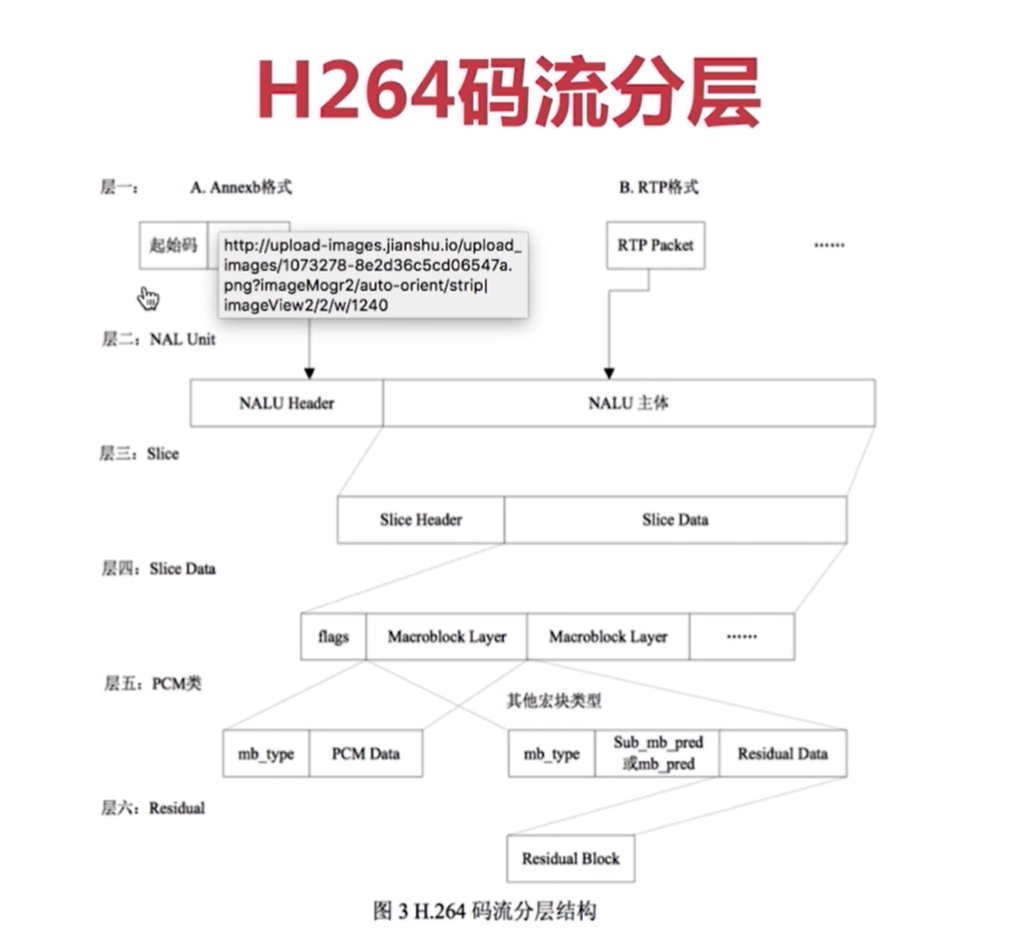 H264码流分层
层一: A. Annexb格式 B. RTP格式
起始码 RTP Packet ······
http://upload-images.jianshu.io/upload_
images/1073278-8e2d36c5cd06547a.
png?imageMogr2/auto-orient/strip|
imageView2/2/w/1240
层二: NAL Unit
NALU Header NALU 主体
层三: Slice
Slice Header Slice Data
层四: Slice Data
flags Macroblock Layer Macroblock Layer ······
层五: PCM类 其他宏块类型
mb_type PCM Data mb_type Sub_mb_pred Residual Data
或mb_pred
层六: Residual
Residual Block
图 3 H.264 码流分层结构